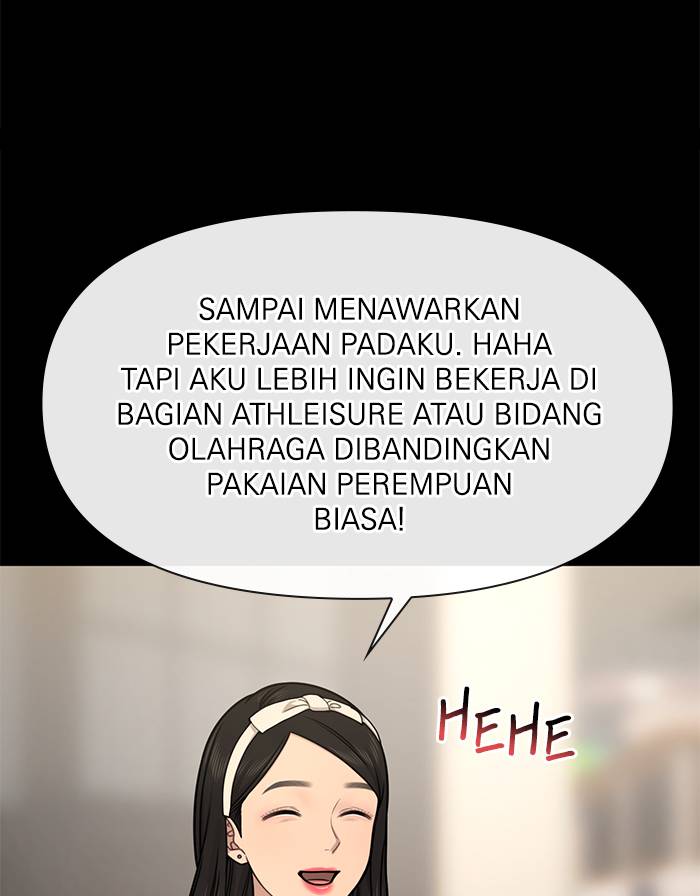 SAMPAI MENAWARKAN
PEKERJAAN PADAKU. HAHA
TAPI AKU LEBIH INGIN BEKERJA DI
BAGIAN ATHLEISURE ATAU BIDANG
OLAHRAGA DIBANDINGKAN
PAKAIAN PEREMPUAN
BIASA!
HEHE